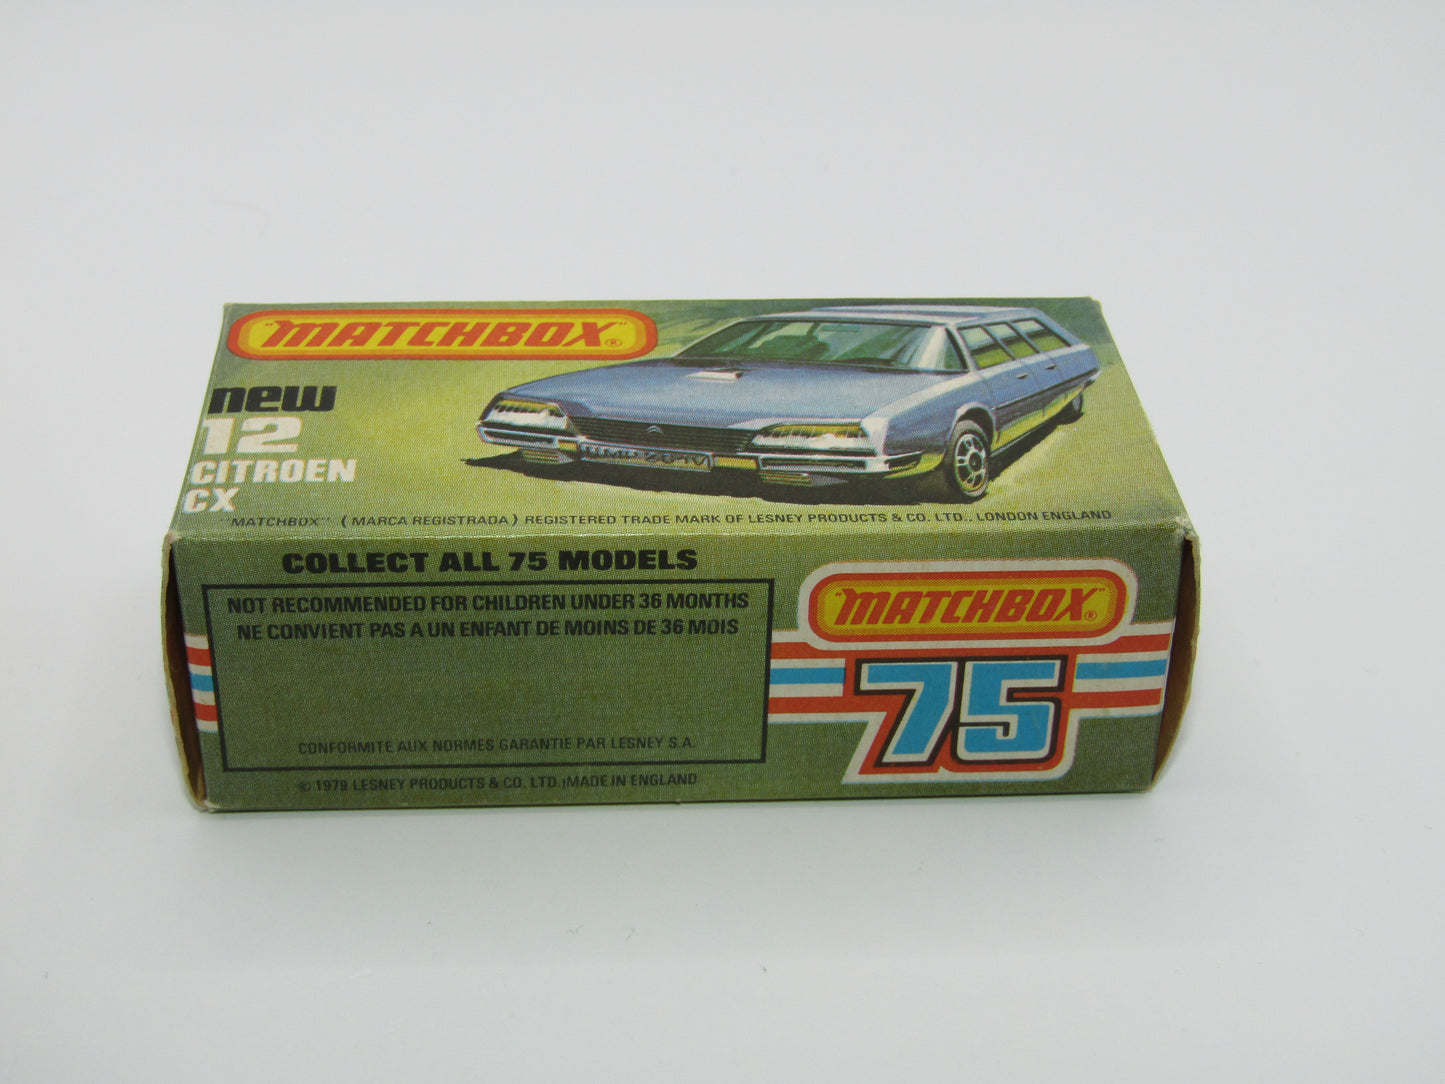 "MATCHBOX"®
new
12
CITROEN
CX
"MATCHBOX" (MARCA REGISTRADA) REGISTERED TRADE MARK OF LESNEY PRODUCTS & CO. LTD., LONDON ENGLAND
COLLECT ALL 75 MODELS
NOT RECOMMENDED FOR CHILDREN UNDER 36 MONTHS
NE CONVIENT PAS A UN ENFANT DE MOINS DE 36 MOIS
CONFORMITE AUX NORMES GARANTIE PAR LESNEY S.A.
© 1979 LESNEY PRODUCTS & CO. LTD. MADE IN ENGLAND
"MATCHBOX"®
75